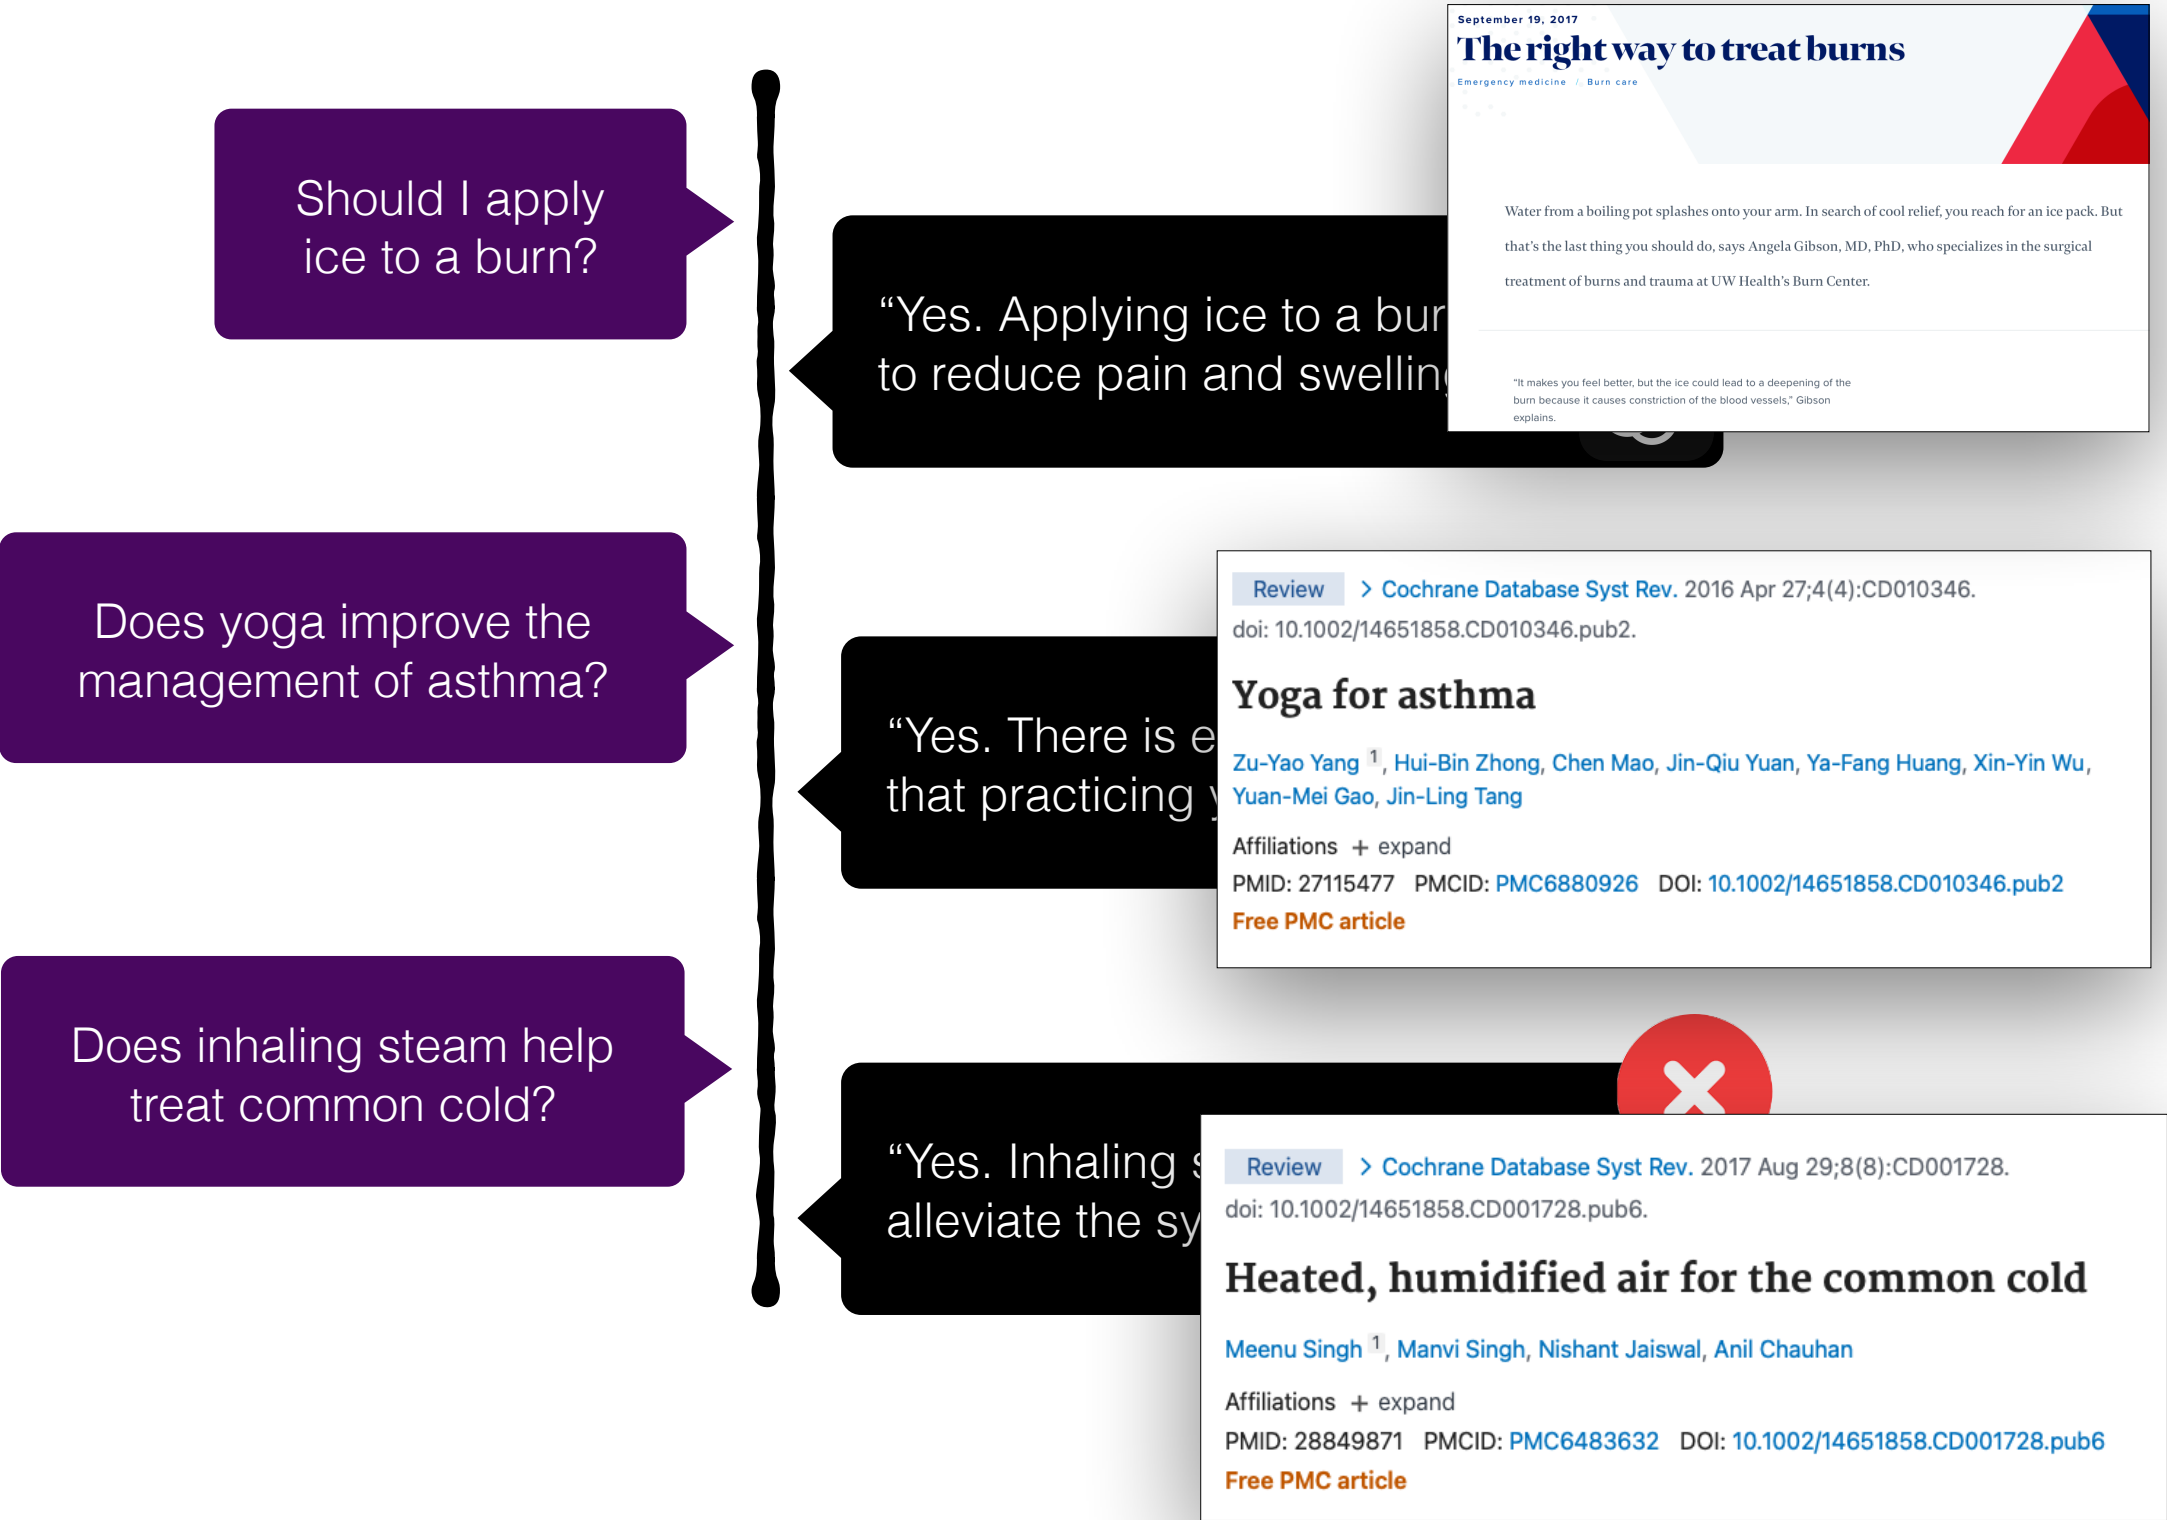 Should I apply
ice to a burn?
“Yes. Applying ice to a bur
to reduce pain and swelling
September 19, 2017
The right way to treat burns
Emergency medicine / Burn care
Water from a boiling pot splashes onto your arm. In search of cool relief, you reach for an ice pack. But
that's the last thing you should do, says Angela Gibson, MD, PhD, who specializes in the surgical
treatment of burns and trauma at UW Health's Burn Center.
“It makes you feel better, but the ice could lead to a deepening of the
burn because it causes constriction of the blood vessels,” Gibson
explains.
Does yoga improve the
management of asthma?
“Yes. There is e
that practicing
Review > Cochrane Database Syst Rev. 2016 Apr 27;4(4):CD010346.
doi: 10.1002/14651858.CD010346.pub2.
Yoga for asthma
Zu-Yao Yang 1, Hui-Bin Zhong, Chen Mao, Jin-Qiu Yuan, Ya-Fang Huang, Xin-Yin Wu,
Yuan-Mei Gao, Jin-Ling Tang
Affiliations + expand
PMID: 27115477 PMCID: PMC6880926 DOI: 10.1002/14651858.CD010346.pub2
Free PMC article
Does inhaling steam help
treat common cold?
“Yes. Inhaling
alleviate the sy
Review > Cochrane Database Syst Rev. 2017 Aug 29;8(8):CD001728.
doi: 10.1002/14651858.CD001728.pub6.
Heated, humidified air for the common cold
Meenu Singh 1, Manvi Singh, Nishant Jaiswal, Anil Chauhan
Affiliations + expand
PMID: 28849871 PMCID: PMC6483632 DOI: 10.1002/14651858.CD001728.pub6
Free PMC article